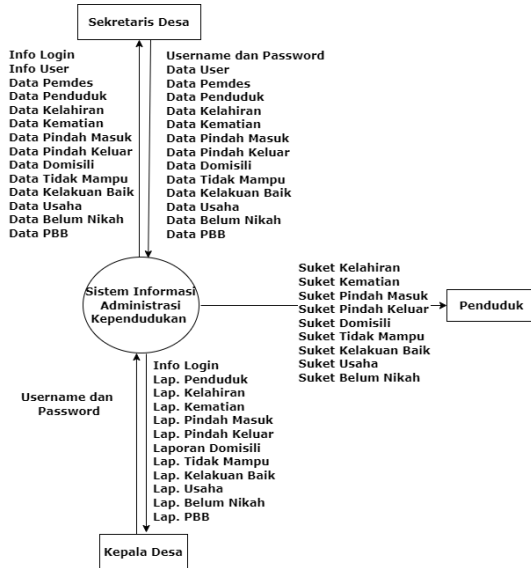 Sekretaris Desa
Info Login
Info User
Data Pemdes
Data Penduduk
Data Kelahiran
Data Kematian
Data Pindah Masuk
Data Pindah Keluar
Data Domisili
Data Tidak Mampu
Data Kelakuan Baik
Data Usaha
Data Belum Nikah
Data PBB
Username dan Password
Data User
Data Pemdes
Data Penduduk
Data Kelahiran
Data Kematian
Data Pindah Masuk
Data Pindah Keluar
Data Domisili
Data Tidak Mampu
Data Kelakuan Baik
Data Usaha
Data Belum Nikah
Data PBB
Sistem Informasi
Administrasi
Kependudukan
Suket Kelahiran
Suket Kematian
Suket Pindah Masuk
Suket Pindah Keluar
Suket Domisili
Suket Tidak Mampu
Suket Kelakuan Baik
Suket Usaha
Suket Belum Nikah
Penduduk
Username dan
Password
Info Login
Lap. Penduduk
Lap. Kelahiran
Lap. Kematian
Lap. Pindah Masuk
Lap. Pindah Keluar
Laporan Domisili
Lap. Tidak Mampu
Lap. Kelakuan Baik
Lap. Usaha
Lap. Belum Nikah
Lap. PBB
Kepala Desa